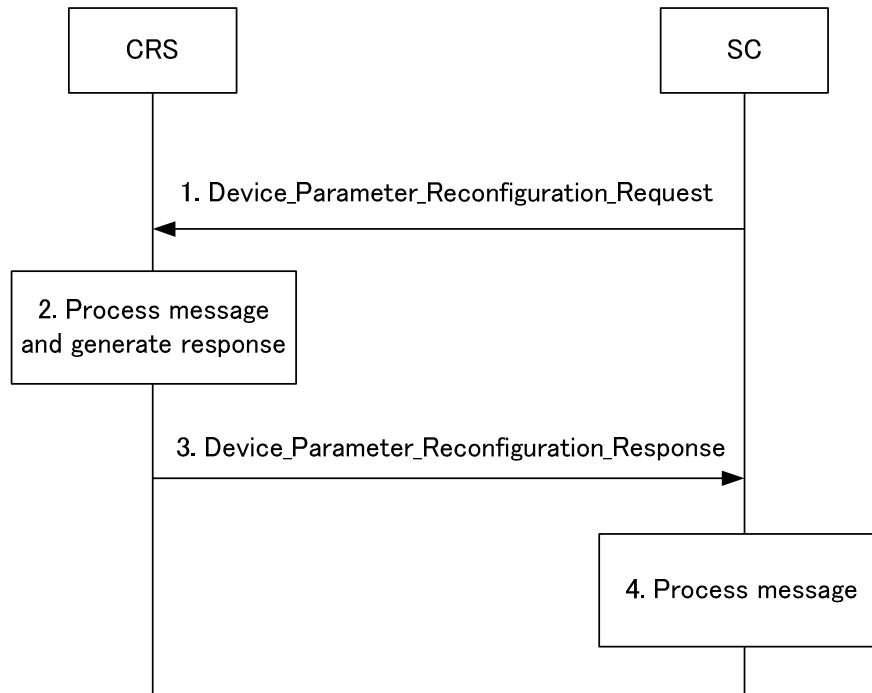 CRS
SC
1. Device_Parameter_Reconfiguration_Request
2. Process message
and generate response
3. Device_Parameter_Reconfiguration_Response
4. Process message